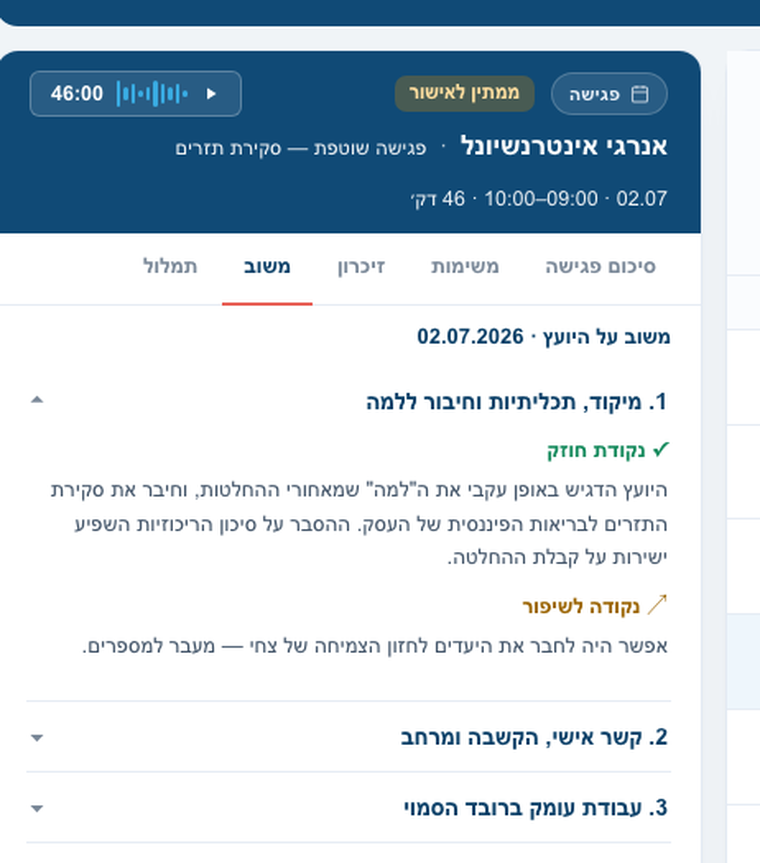 פגישה
ממתין לאישור
46:00
אנרגי אינטרנשיונל · פגישה שוטפת — סקירת תזרים
02.07 · 09:00–10:00 · 46 דק׳
סיכום פגישה
משימות
זיכרון
משוב
תמלול
משוב על היועץ · 02.07.2026
1. מיקוד, תכליתיות וחיבור ללמה
✓ נקודת חוזק
היועץ הדגיש באופן עקבי את ה"למה" שמאחורי ההחלטות, וחיבר את סקירת
התזרים לבריאות הפיננסית של העסק. ההסבר על סיכון הריכוזיות השפיע
ישירות על קבלת ההחלטה.
↗ נקודה לשיפור
אפשר היה לחבר את היעדים לחזון הצמיחה של צחי — מעבר למספרים.
2. קשר אישי, הקשבה ומרחב
3. עבודת עומק ברובד הסמוי